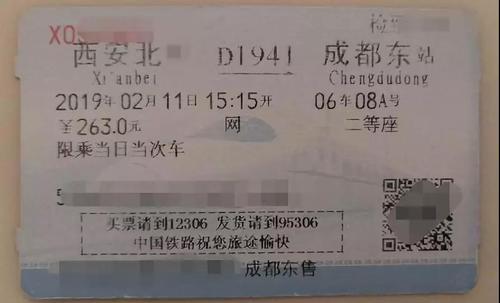 XO
检
西安北 D1941 成都东站
Xi'anbei Chengdudong
2019年02月11日15:15开 06车08A号
￥263.0元 网 二等座
限乘当日当次车
买票请到12306 发货请到95306
中国铁路祝您旅途愉快
成都东售